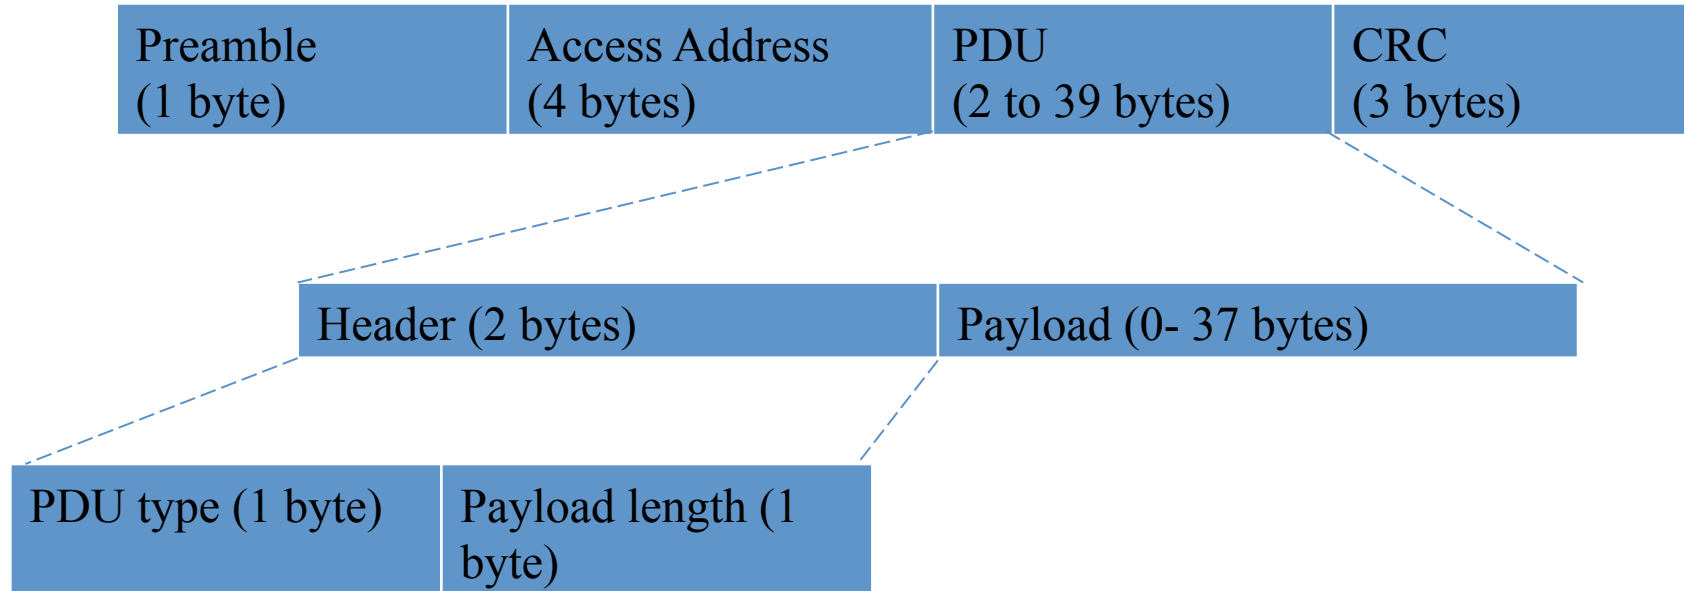 Preamble
(1 byte)
Access Address
(4 bytes)
PDU
(2 to 39 bytes)
CRC
(3 bytes)
Header (2 bytes)
Payload (0- 37 bytes)
PDU type (1 byte)
Payload length (1
byte)